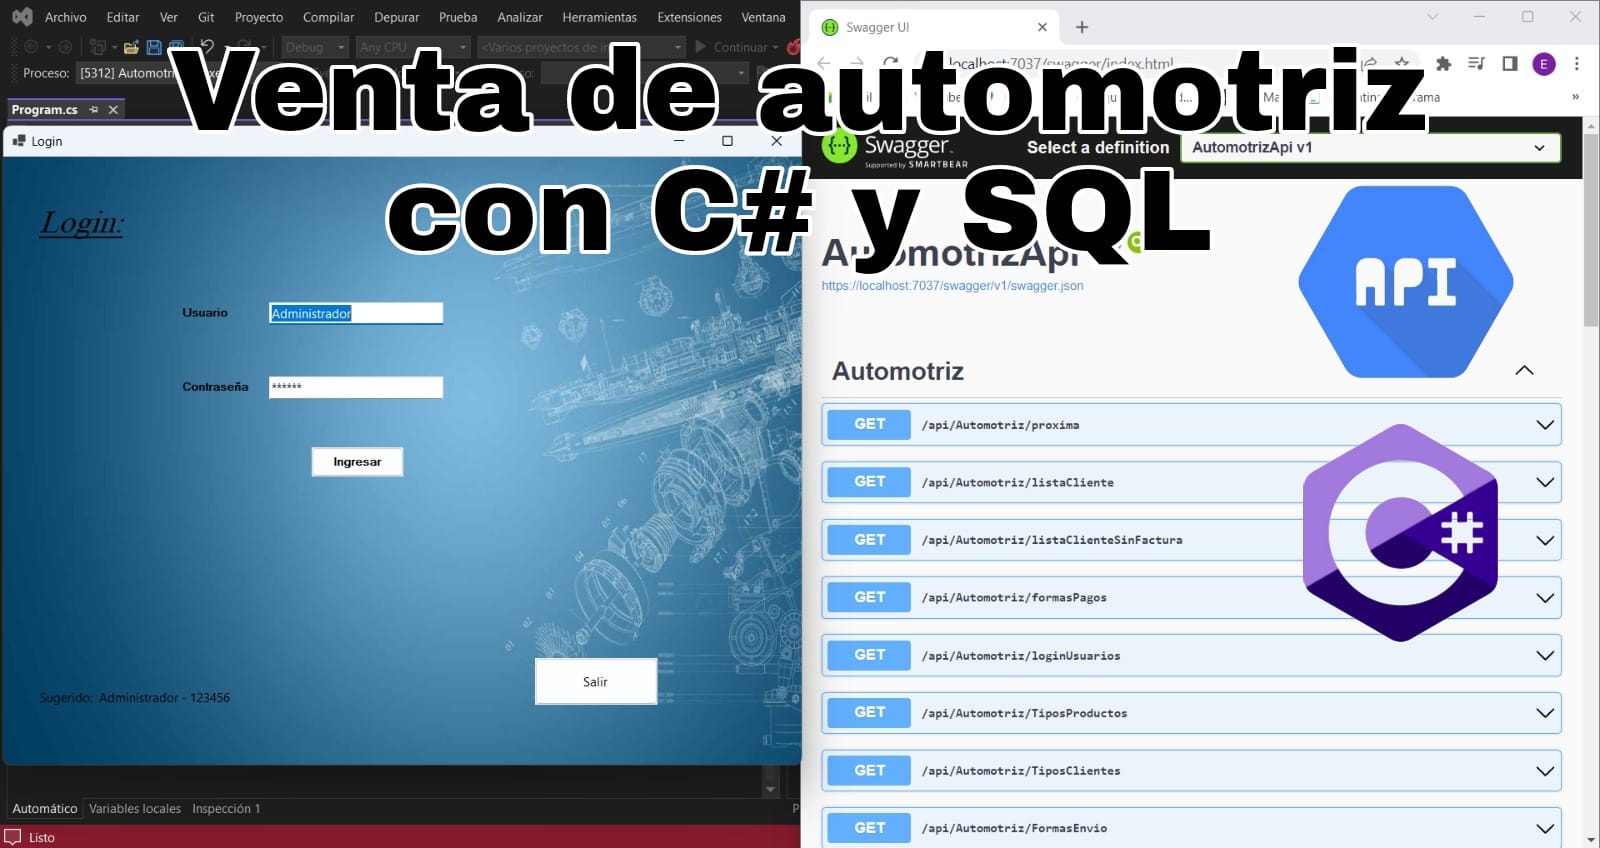 Archivo Editar Ver Git Proyecto Compilar Depurar Prueba Analizar Herramientas Extensiones Ventana
Debug Any CPU <Varios proyectos de Continuar
Proceso: [5312] Automotri
Program.cs
Login
Venta de automotriz
con C# y SQL
Login:
Usuario Administrador
Contraseña ******
Ingresar
Salir
Sugerido: Administrador - 123456
Automático Variables locales Inspección 1
Listo
Swagger UI
localhost:7037/swagger/index.html
E
Swagger
Supported by SMARTBEAR
Select a definition AutomotrizApi v1
AutomotrizApi
https://localhost:7037/swagger/v1/swagger.json
API
Automotriz
GET /api/Automotriz/proxima
GET /api/Automotriz/listaCliente
GET /api/Automotriz/listaClienteSinFactura
GET /api/Automotriz/formasPagos
GET /api/Automotriz/loginUsuarios
GET /api/Automotriz/TiposProductos
GET /api/Automotriz/TiposClientes
GET /api/Automotriz/FormasEnvio
C#